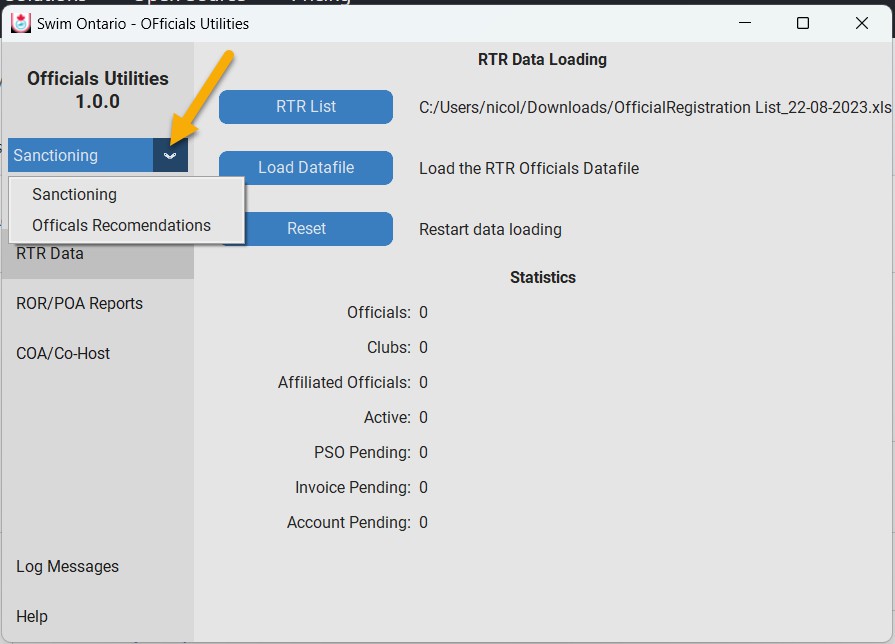 Swim Ontario - OFficials Utilities
Officials Utilities
1.0.0
Sanctioning
Sanctioning
Officals Recomendations
RTR Data
ROR/POA Reports
COA/Co-Host
Log Messages
Help
RTR Data Loading
RTR List
C:/Users/nicol/Downloads/OfficialRegistration List_22-08-2023.xls
Load Datafile
Load the RTR Officials Datafile
Reset
Restart data loading
Statistics
Officials: 0
Clubs: 0
Affiliated Officials: 0
Active: 0
PSO Pending: 0
Invoice Pending: 0
Account Pending: 0